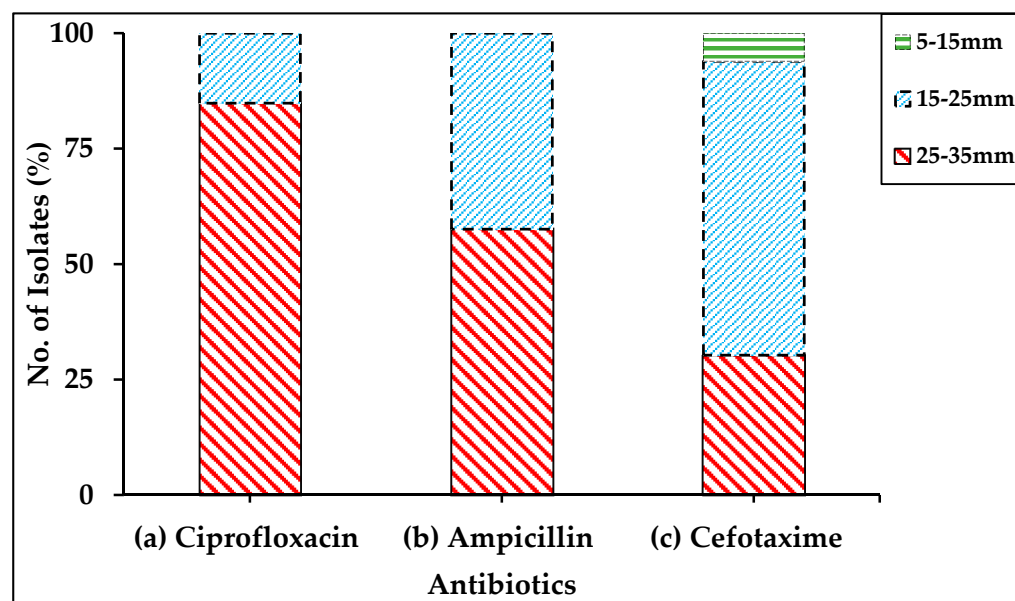 No. of Isolates (%)
100
75
50
25
0
(a) Ciprofloxacin
(b) Ampicillin
(c) Cefotaxime
Antibiotics
5-15mm
15-25mm
25-35mm